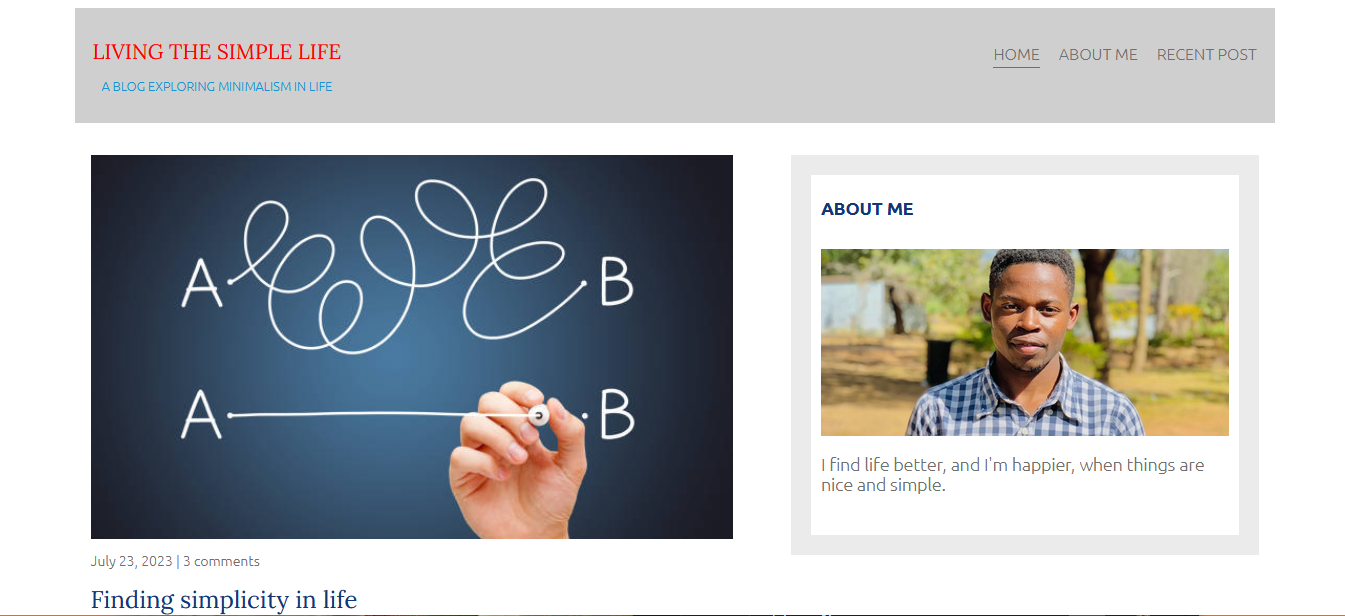 LIVING THE SIMPLE LIFE
A BLOG EXPLORING MINIMALISM IN LIFE
HOME ABOUT ME RECENT POST
A B
A B
July 23, 2023 | 3 comments
Finding simplicity in life
ABOUT ME
I find life better, and I'm happier, when things are
nice and simple.